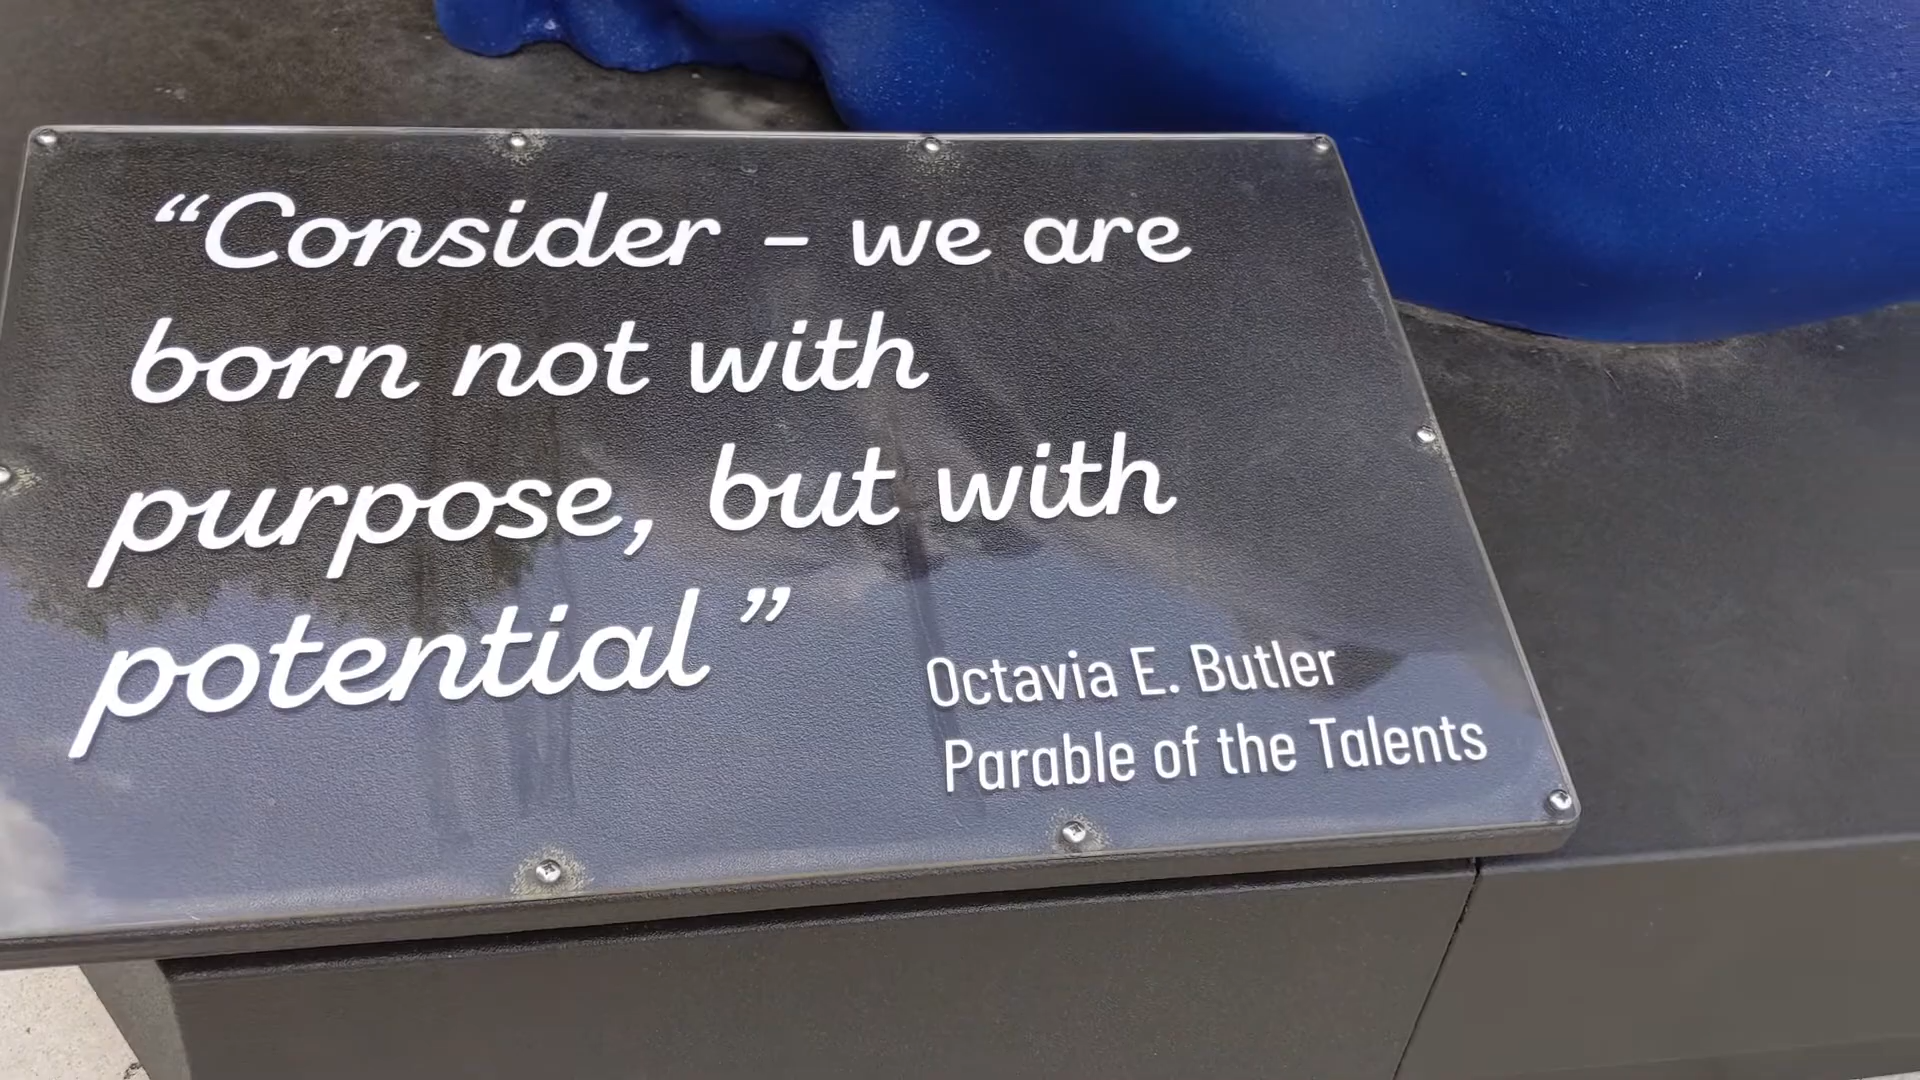 “Consider – we are
born not with
purpose, but with
potential”
Octavia E. Butler
Parable of the Talents